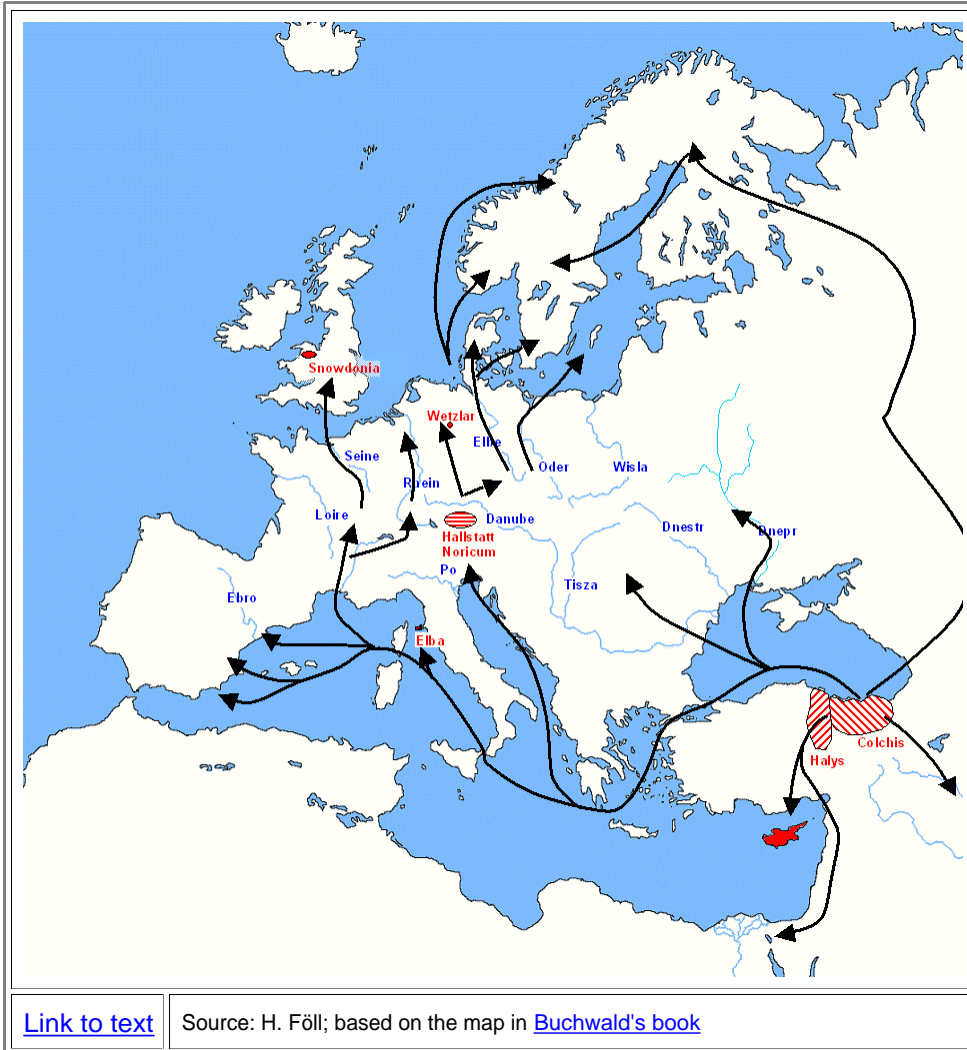 Snowdonia
Wetzlar
Elbe
Seine
Oder
Wisla
Rhein
Loire
Danube
Dnestr
Dnepr
Hallstatt
Noricum
Po
Tisza
Ebro
Elba
Colchis
Halys
Link to text
Source: H. Föll; based on the map in Buchwald's book